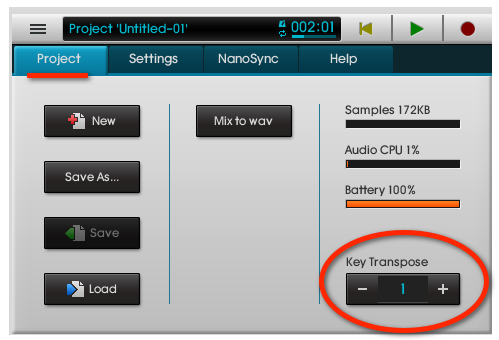 Project 'Untitled-01' 002:01
Project Settings NanoSync Help
New
Save As...
Save
Load
Mix to wav
Samples 172KB
Audio CPU 1%
Battery 100%
Key Transpose
- 1 +